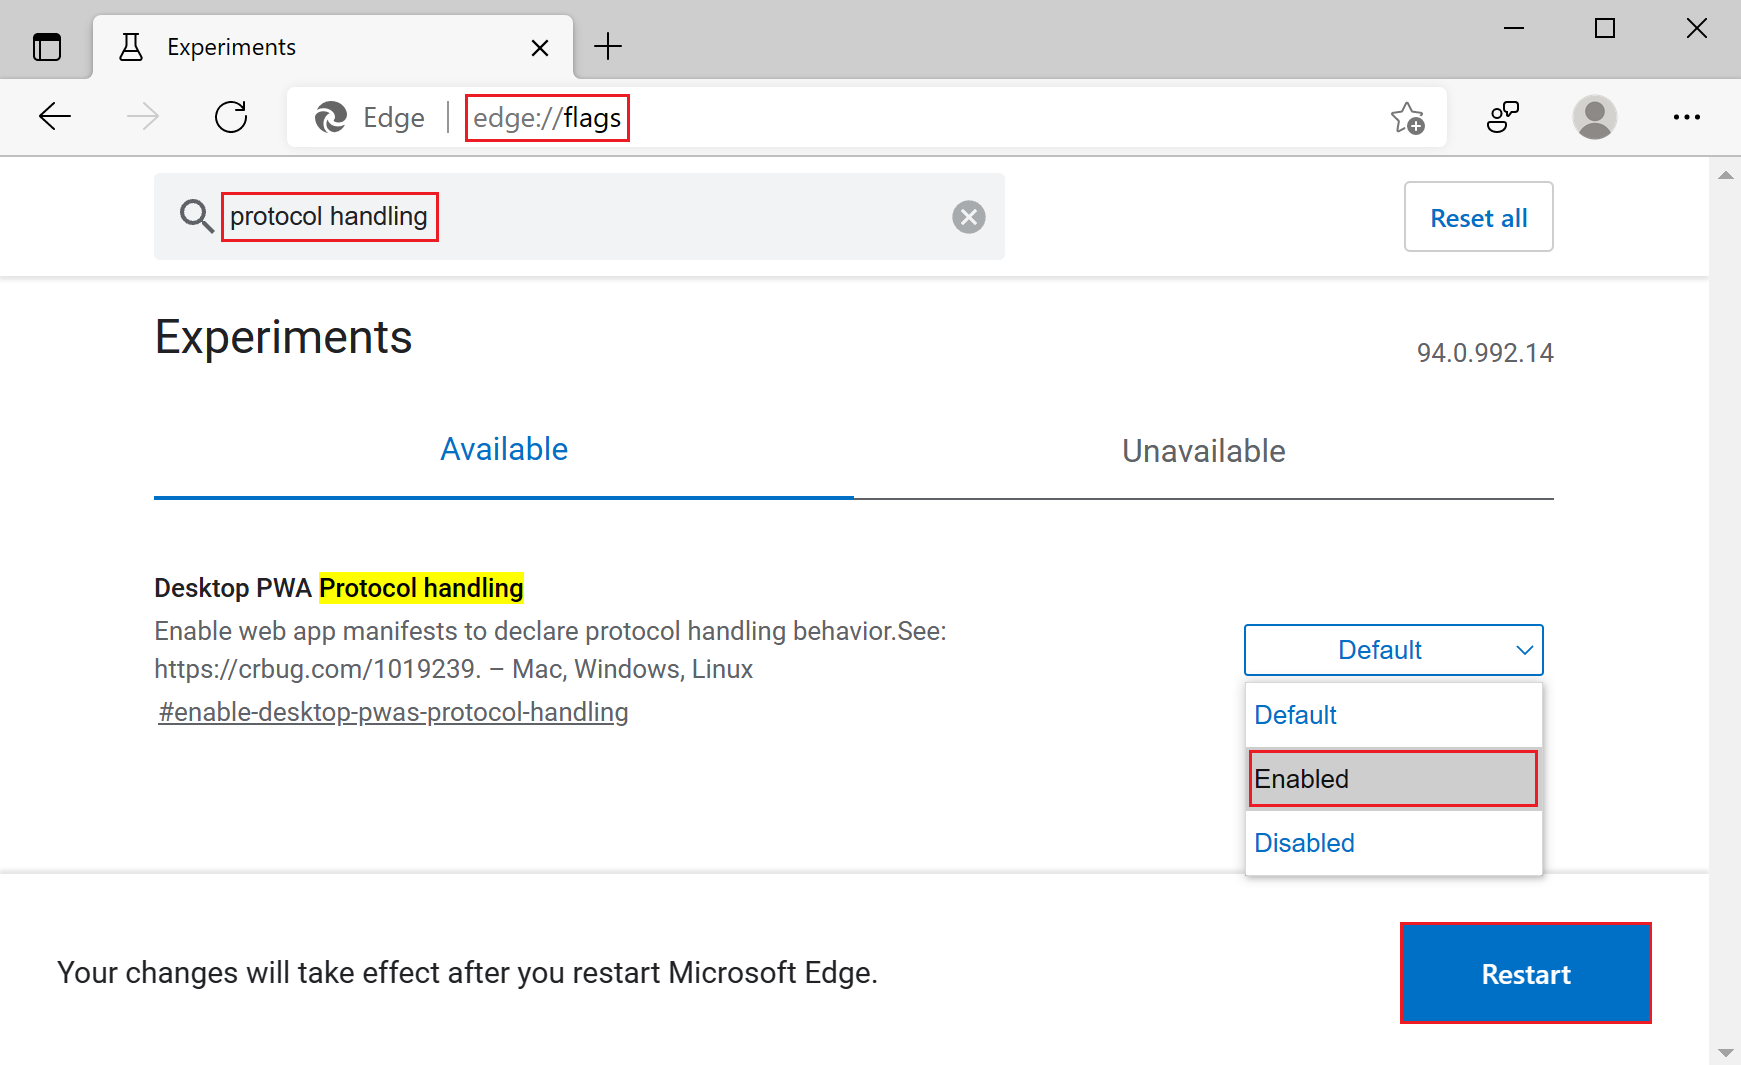 Experiments
Edge
edge://flags
protocol handling
Reset all
Experiments
94.0.992.14
Available
Unavailable
Desktop PWA Protocol handling
Enable web app manifests to declare protocol handling behavior.See:
https://crbug.com/1019239. – Mac, Windows, Linux
#enable-desktop-pwas-protocol-handling
Default
Default
Enabled
Disabled
Your changes will take effect after you restart Microsoft Edge.
Restart